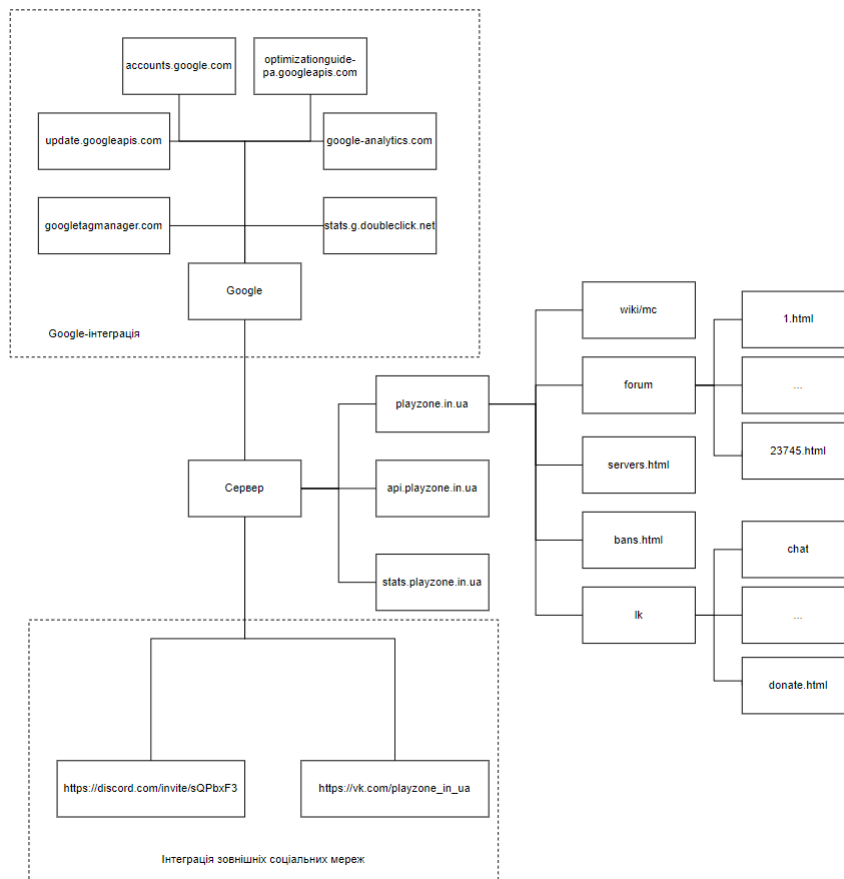 accounts.google.com
optimizationguide-
pa.googleapis.com
update.googleapis.com
google-analytics.com
googletagmanager.com
stats.g.doubleclick.net
Google
Google-інтеграція
wiki/mc
1.html
playzone.in.ua
forum
...
servers.html
23745.html
Сервер
api.playzone.in.ua
bans.html
chat
stats.playzone.in.ua
lk
...
donate.html
https://discord.com/invite/sQPbxF3
https://vk.com/playzone_in_ua
Інтеграція зовнішніх соціальних мереж